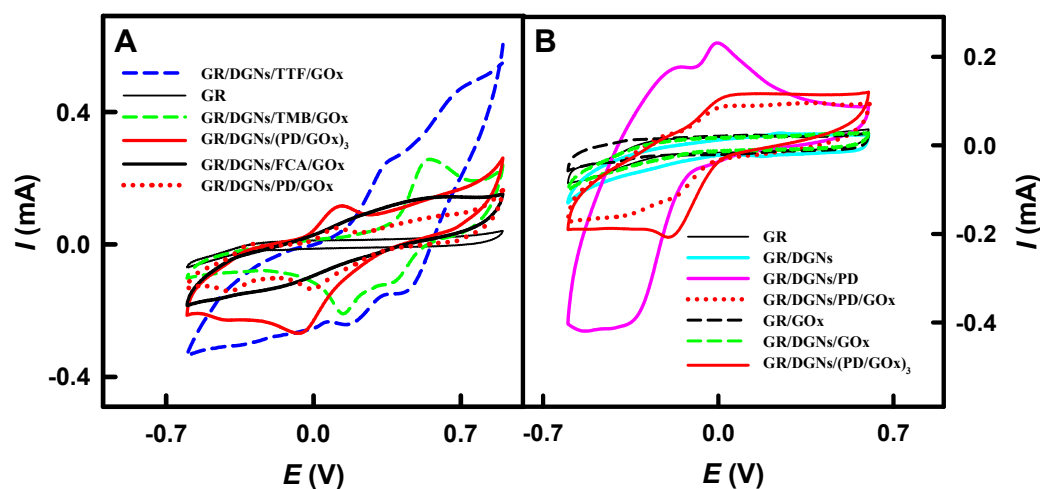 A
GR/DGNs/TTF/GOx
GR
GR/DGNs/TMB/GOx
GR/DGNs/(PD/GOx)₃
GR/DGNs/FCA/GOx
GR/DGNs/PD/GOx
I (mA)
0.4
0.0
-0.4
-0.7
0.0
0.7
E (V)
B
GR
GR/DGNs
GR/DGNs/PD
GR/DGNs/PD/GOx
GR/GOx
GR/DGNs/GOx
GR/DGNs/(PD/GOx)₃
0.2
0.0
-0.2
-0.4
I (mA)
-0.7
0.0
0.7
E (V)